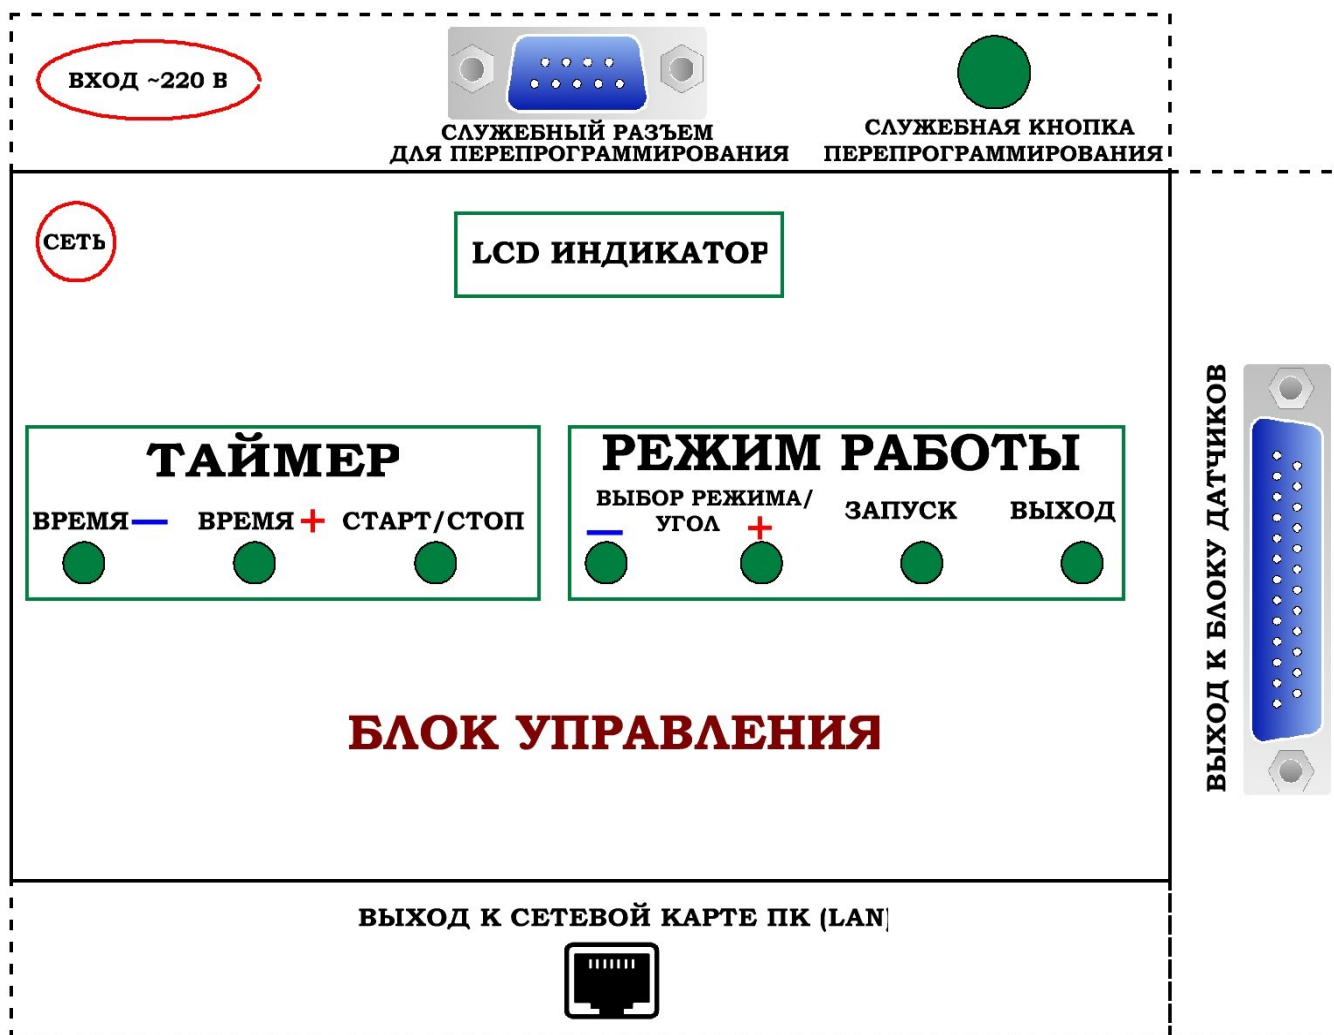 ВХОД ~220 В
СЛУЖЕБНЫЙ РАЗЪЕМ
ДЛЯ ПЕРЕПРОГРАММИРОВАНИЯ
СЛУЖЕБНАЯ КНОПКА
ПЕРЕПРОГРАММИРОВАНИЯ
СЕТЬ
LCD ИНДИКАТОР
ТАЙМЕР
ВРЕМЯ — ВРЕМЯ + СТАРТ/СТОП
РЕЖИМ РАБОТЫ
ВЫБОР РЕЖИМА/
— УГОЛ +
ЗАПУСК
ВЫХОД
ВЫХОД К БЛОКУ ДАТЧИКОВ
БЛОК УПРАВЛЕНИЯ
ВЫХОД К СЕТЕВОЙ КАРТЕ ПК (LAN)